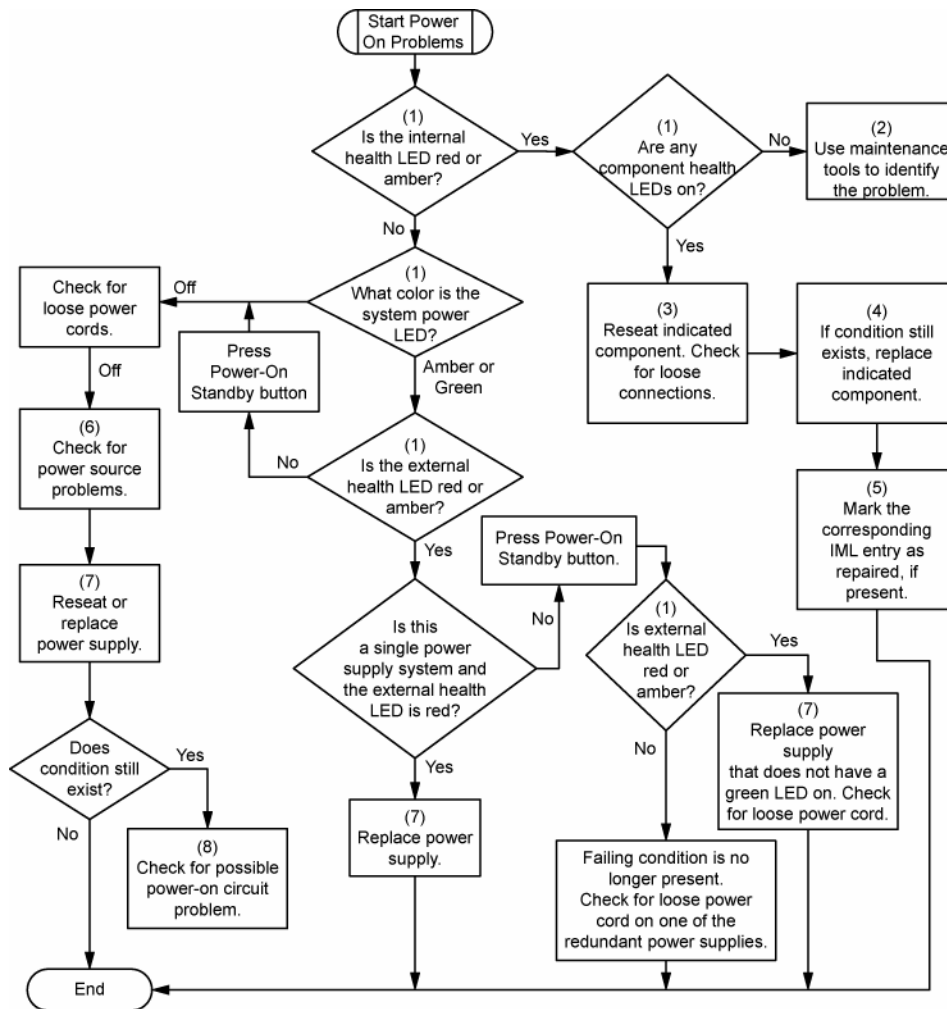 Start Power
On Problems
(1)
Is the internal
health LED red or
amber?
Yes
(1)
Are any
component health
LEDs on?
No
(2)
Use maintenance
tools to identify
the problem.
No
Yes
(1)
What color is the
system power
LED?
Off
Check for
loose power
cords.
Press
Power-On
Standby button
Amber or
Green
(3)
Reseat indicated
component. Check
for loose
connections.
(4)
If condition still
exists, replace
indicated
component.
Off
(6)
Check for
power source
problems.
(1)
Is the external
health LED red or
amber?
No
(5)
Mark the
corresponding
IML entry as
repaired, if
present.
Yes
Press Power-On
Standby button.
(7)
Reseat or
replace
power supply.
Is this
a single power
supply system and
the external health
LED is red?
No
(1)
Is external
health LED
red or
amber?
Yes
(7)
Replace power
supply
that does not have a
green LED on. Check
for loose power cord.
Does
condition still
exist?
Yes
Yes
No
No
(8)
Check for possible
power-on circuit
problem.
(7)
Replace power
supply.
Failing condition is no
longer present.
Check for loose power
cord on one of the
redundant power supplies.
End